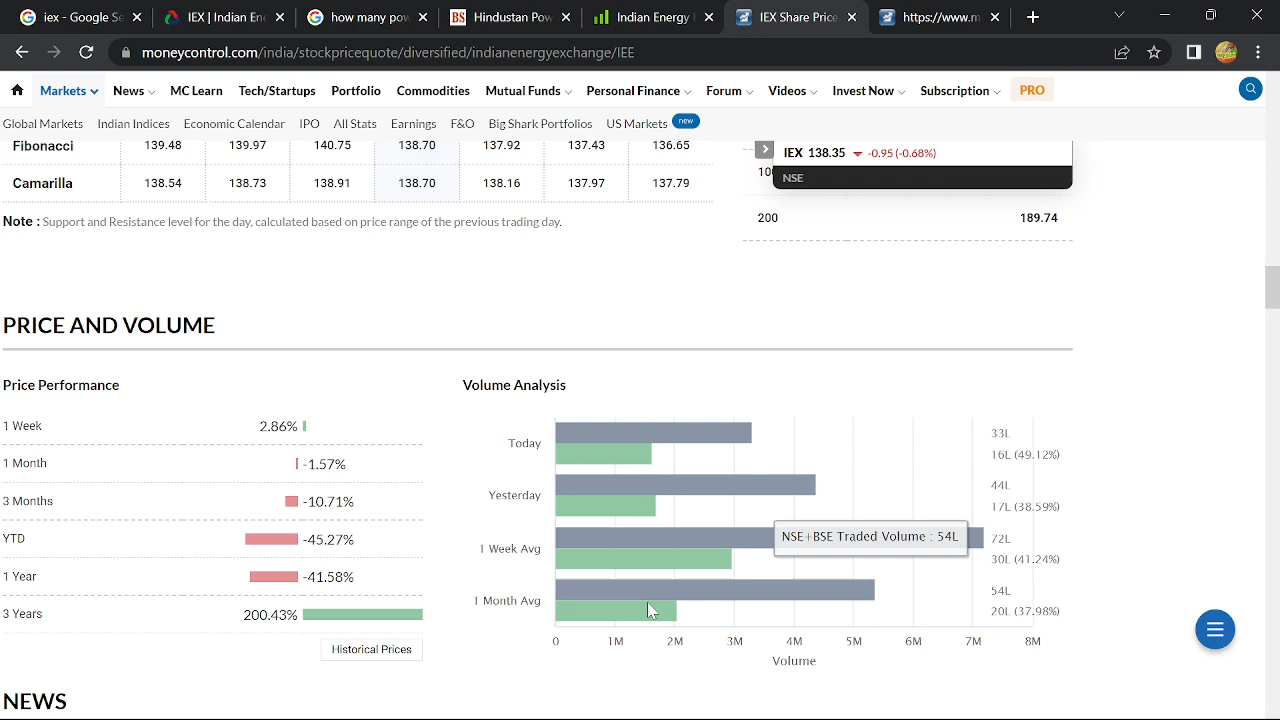 iex - Google Se
IEX | Indian En
how many pow
Hindustan Pow
Indian Energy E
IEX Share Price
https://www.m
moneycontrol.com/india/stockpricequote/diversified/indianenergyexchange/IEE
Markets News MC Learn Tech/Startups Portfolio Commodities Mutual Funds Personal Finance Forum Videos Invest Now Subscription PRO
Global Markets Indian Indices Economic Calendar IPO All Stats Earnings F&O Big Shark Portfolios US Markets new
Fibonacci 139.48 139.97 140.75 138.70 137.92 137.43 136.65
Camarilla 138.54 138.73 138.91 138.70 138.16 137.97 137.79
Note : Support and Resistance level for the day, calculated based on price range of the previous trading day.
IEX 138.35 -0.95 (-0.68%)
NSE
200 189.74
PRICE AND VOLUME
Price Performance
1 Week 2.86%
1 Month -1.57%
3 Months -10.71%
YTD -45.27%
1 Year -41.58%
3 Years 200.43%
Historical Prices
Volume Analysis
Today 33L
16L (49.12%)
Yesterday 44L
17L (38.59%)
NSE+BSE Traded Volume : 54L
1 Week Avg 72L
30L (41.24%)
1 Month Avg 54L
20L (37.98%)
0 1M 2M 3M 4M 5M 6M 7M 8M
Volume
NEWS